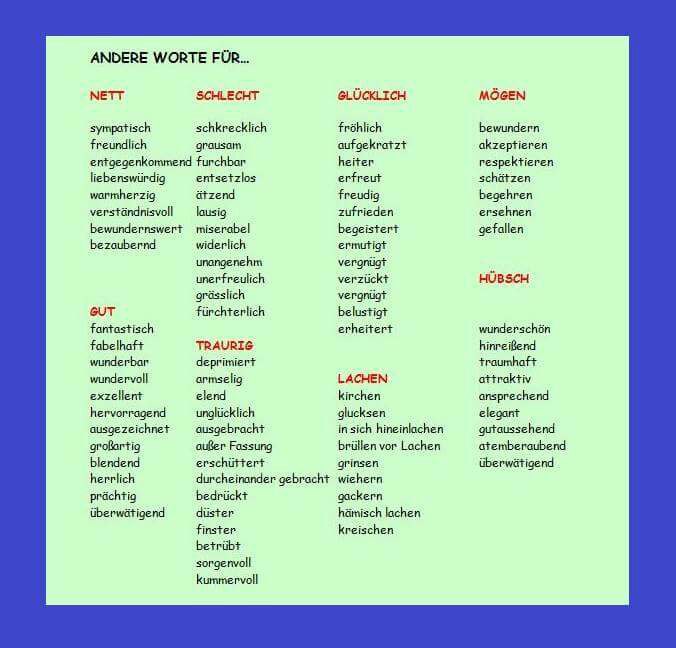 ANDERE WORTE FÜR...
NETT
sympatisch
freundlich
entgegenkommend
liebenswürdig
warmherzig
verständnisvoll
bewundernswert
bezaubernd
GUT
fantastisch
fabelhaft
wunderbar
wundervoll
exzellent
hervorragend
ausgezeichnet
großartig
blendend
herrlich
prächtig
überwätigend
SCHLECHT
schkrecklich
grausam
furchbar
entsetzlos
ätzend
lausig
miserabel
widerlich
unangenehm
unerfreulich
grässlich
fürchterlich
TRAURIG
deprimiert
armselig
elend
unglücklich
ausgebracht
außer Fassung
erschüttert
durcheinander gebracht
bedrückt
düster
finster
betrübt
sorgenvoll
kummervoll
GLÜCKLICH
fröhlich
aufgekratzt
heiter
erfreut
freudig
zufrieden
begeistert
ermutigt
vergnügt
verzückt
vergnügt
belustigt
erheitert
LACHEN
kirchen
glucksen
in sich hineinlachen
brüllen vor Lachen
grinsen
wiehern
gackern
hämisch lachen
kreischen
MÖGEN
bewundern
akzeptieren
respektieren
schätzen
begehren
ersehnen
gefallen
HÜBSCH
wunderschön
hinreißend
traumhaft
attraktiv
ansprechend
elegant
gutaussehend
atemberaubend
überwätigend